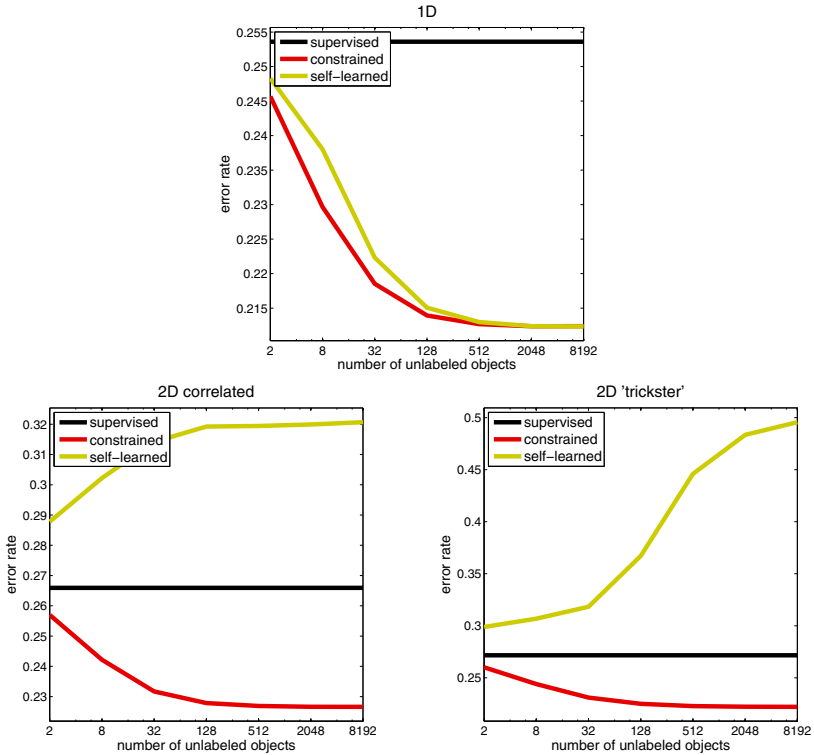 1D
0.255
0.25
0.245
0.24
0.235
0.23
0.225
0.22
0.215
error rate
supervised
constrained
self−learned
2 8 32 128 512 2048 8192
number of unlabeled objects
2D correlated
0.32
0.31
0.3
0.29
0.28
0.27
0.26
0.25
0.24
0.23
error rate
supervised
constrained
self−learned
2 8 32 128 512 2048 8192
number of unlabeled objects
2D 'trickster'
0.5
0.45
0.4
0.35
0.3
0.25
error rate
supervised
constrained
self−learned
2 8 32 128 512 2048 8192
number of unlabeled objects